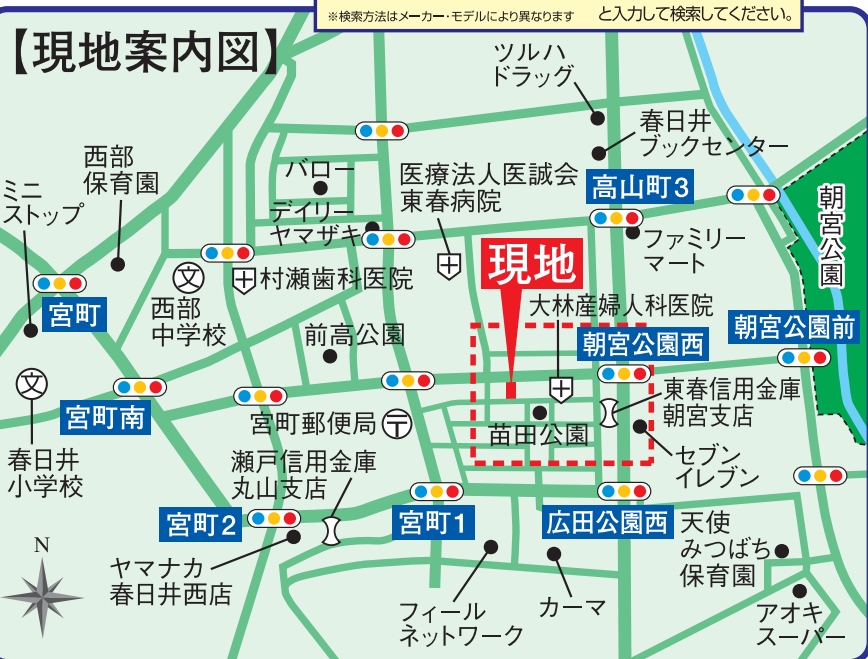 ※検索方法はメーカー・モデルにより異なります
と入力して検索してください。
【現地案内図】
ツルハ
ドラッグ
春日井
ブックセンター
西部
保育園
バロー
医療法人医誠会
東春病院
高山町3
ミニ
ストップ
デイリー
ヤマザキ
朝宮公園
ファミリー
マート
現地
文
村瀬歯科医院
西部
中学校
宮町
大林産婦人科医院
前高公園
朝宮公園西
朝宮公園前
文
宮町南
宮町郵便局
〒
苗田公園
東春信用金庫
朝宮支店
春日井
小学校
瀬戸信用金庫
丸山支店
セブン
イレブン
宮町2
宮町1
広田公園西
天使
みつばち
保育園
N
ヤマナカ
春日井西店
フィール
ネットワーク
カーマ
アオキ
スーパー